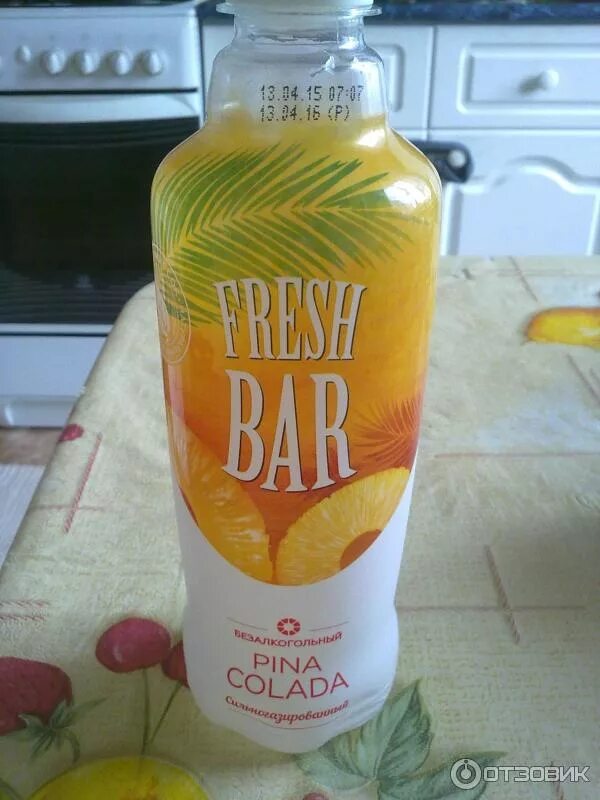 13.04.15 07:07
13.04.16 (P)
FRESH
BAR
БЕЗАЛКОГОЛЬНЫЙ
PINA
COLADA
Сильногазированный
ОТЗОВИК